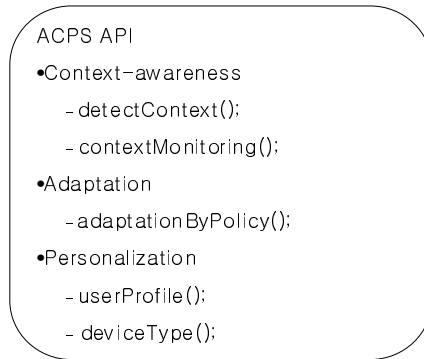 ACPS API
•Context-awareness
- detectContext();
- contextMonitoring();
•Adaptation
- adaptationByPolicy();
•Personalization
- userProfile();
- deviceType();